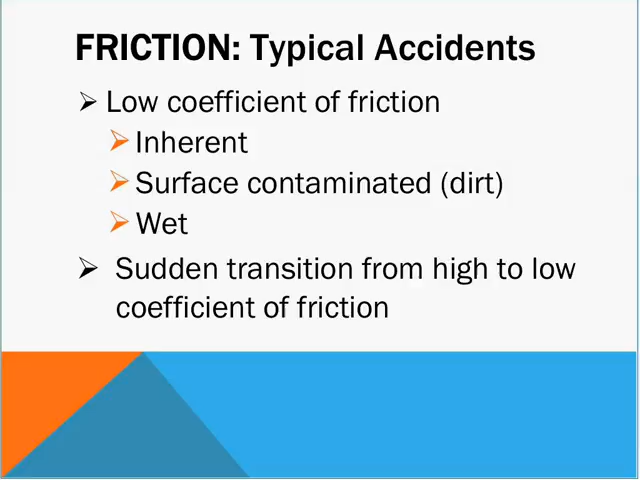 FRICTION: Typical Accidents
➢ Low coefficient of friction
➢ Inherent
➢ Surface contaminated (dirt)
➢ Wet
➢ Sudden transition from high to low
coefficient of friction